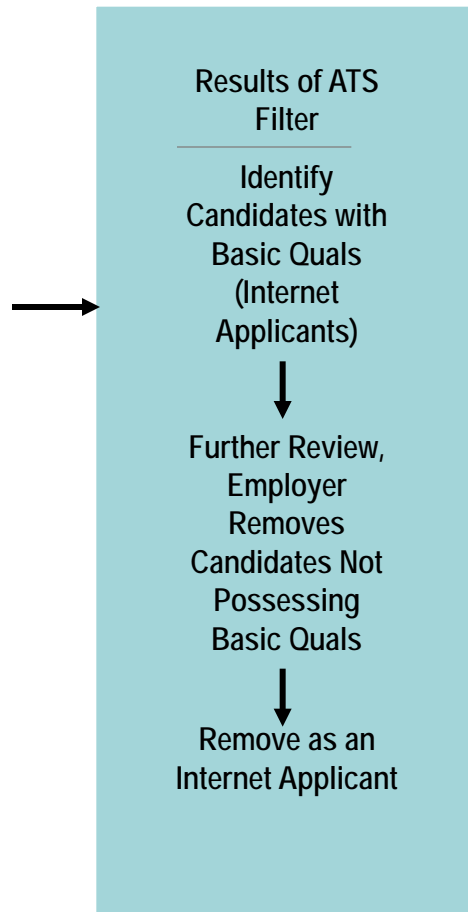 Results of ATS
Filter
Identify
Candidates with
Basic Quals
(Internet
Applicants)
Further Review,
Employer
Removes
Candidates Not
Possessing
Basic Quals
Remove as an
Internet Applicant